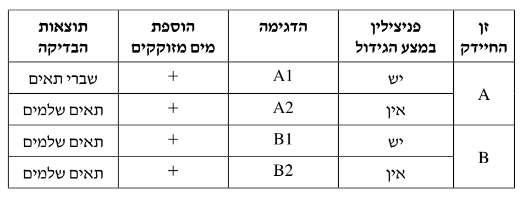 זן החיידק | פניצילין במצע הגידול | הדגימה | הוספת מים מזוקקים | תוצאות הבדיקה
A | יש | A1 | + | שברי תאים
אין | A2 | + | תאים שלמים
B | יש | B1 | + | תאים שלמים
אין | B2 | + | תאים שלמים